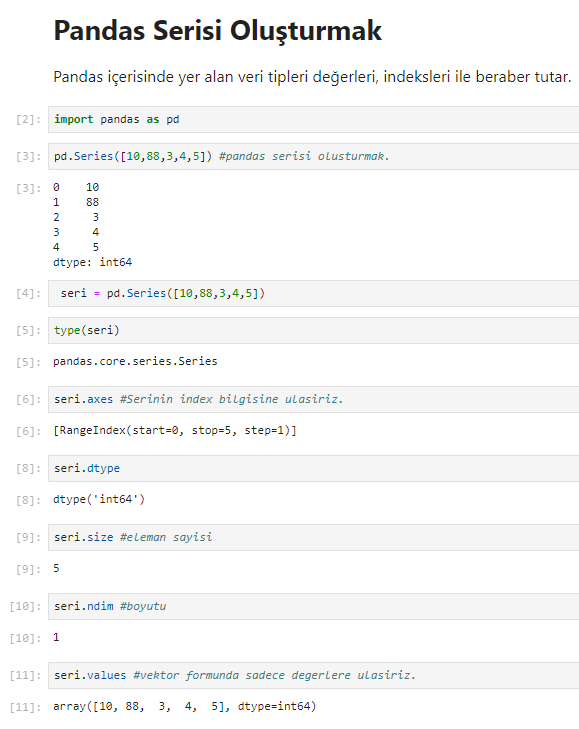 Pandas Serisi Oluşturmak
Pandas içerisinde yer alan veri tipleri değerleri, indeksleri ile beraber tutar.
[2]: import pandas as pd
[3]: pd.Series([10,88,3,4,5]) #pandas serisi olusturmak.
[3]: 0    10
1    88
2     3
3     4
4     5
dtype: int64
[4]: seri = pd.Series([10,88,3,4,5])
[5]: type(seri)
[5]: pandas.core.series.Series
[6]: seri.axes #Serinin index bilgisine ulasiriz.
[6]: [RangeIndex(start=0, stop=5, step=1)]
[8]: seri.dtype
[8]: dtype('int64')
[9]: seri.size #eleman sayisi
[9]: 5
[10]: seri.ndim #boyutu
[10]: 1
[11]: seri.values #vektor formunda sadece degerlere ulasiriz.
[11]: array([10, 88,  3,  4,  5], dtype=int64)